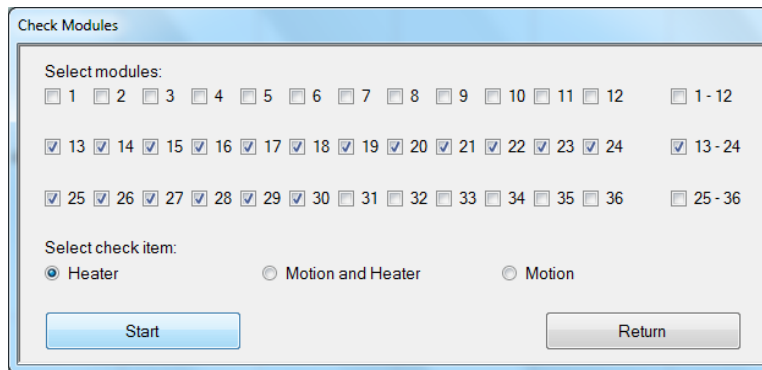 Check Modules
Select modules:
1 2 3 4 5 6 7 8 9 10 11 12 1 - 12
13 14 15 16 17 18 19 20 21 22 23 24 13 - 24
25 26 27 28 29 30 31 32 33 34 35 36 25 - 36
Select check item:
Heater Motion and Heater Motion
Start Return